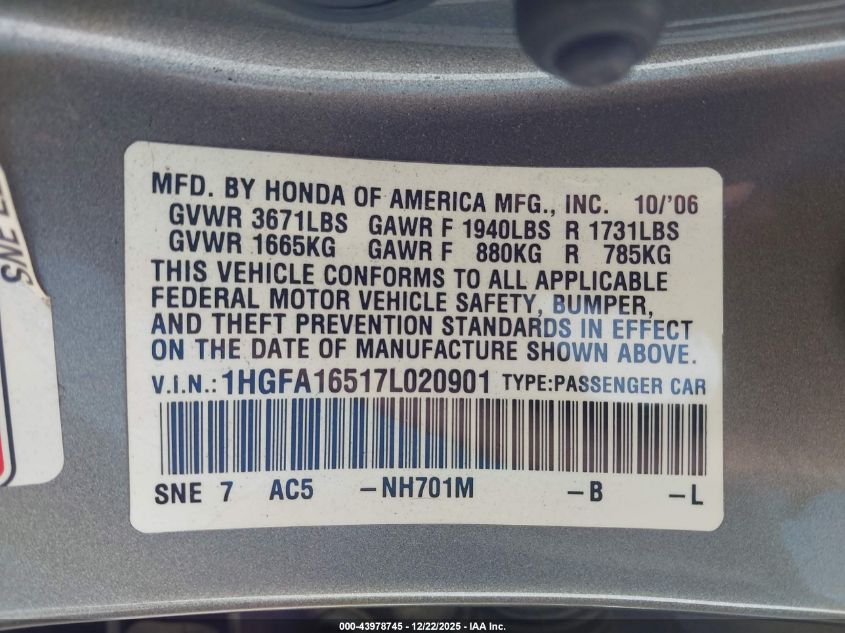 MFD. BY HONDA OF AMERICA MFG., INC. 10/'06
GVWR 3671LBS GAWR F 1940LBS R 1731LBS
GVWR 1665KG GAWR F 880KG R 785KG
THIS VEHICLE CONFORMS TO ALL APPLICABLE
FEDERAL MOTOR VEHICLE SAFETY, BUMPER,
AND THEFT PREVENTION STANDARDS IN EFFECT
ON THE DATE OF MANUFACTURE SHOWN ABOVE.
V.I.N.: 1HGFA16517L020901 TYPE:PASSENGER CAR
SNE 7 AC5 -NH701M -B -L
SNE
000-43978745 - 12/22/2025 - IAA Inc.